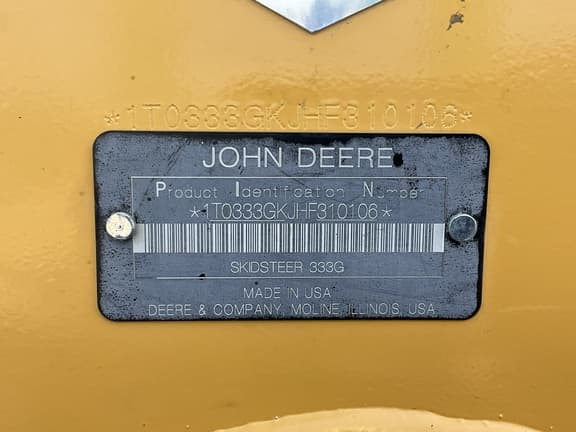 *1T0333GKJHF310106*
JOHN DEERE
Product Identification Number
*1T0333GKJHF310106*
SKIDSTEER 333G
MADE IN USA
DEERE & COMPANY, MOLINE ILLINOIS, USA